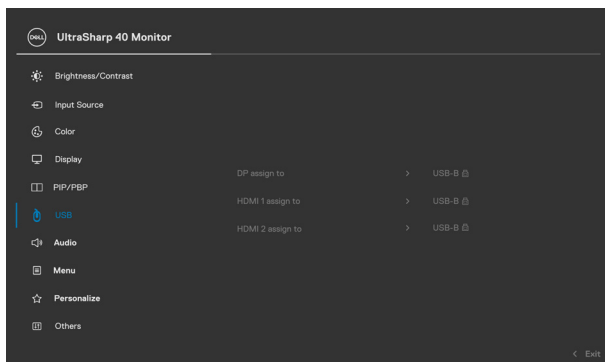 DELL UltraSharp 40 Monitor
Brightness/Contrast
Input Source
Color
Display
PIP/PBP
USB
Audio
Menu
Personalize
Others
DP assign to > USB-B
HDMI 1 assign to > USB-B
HDMI 2 assign to > USB-B
< Exit